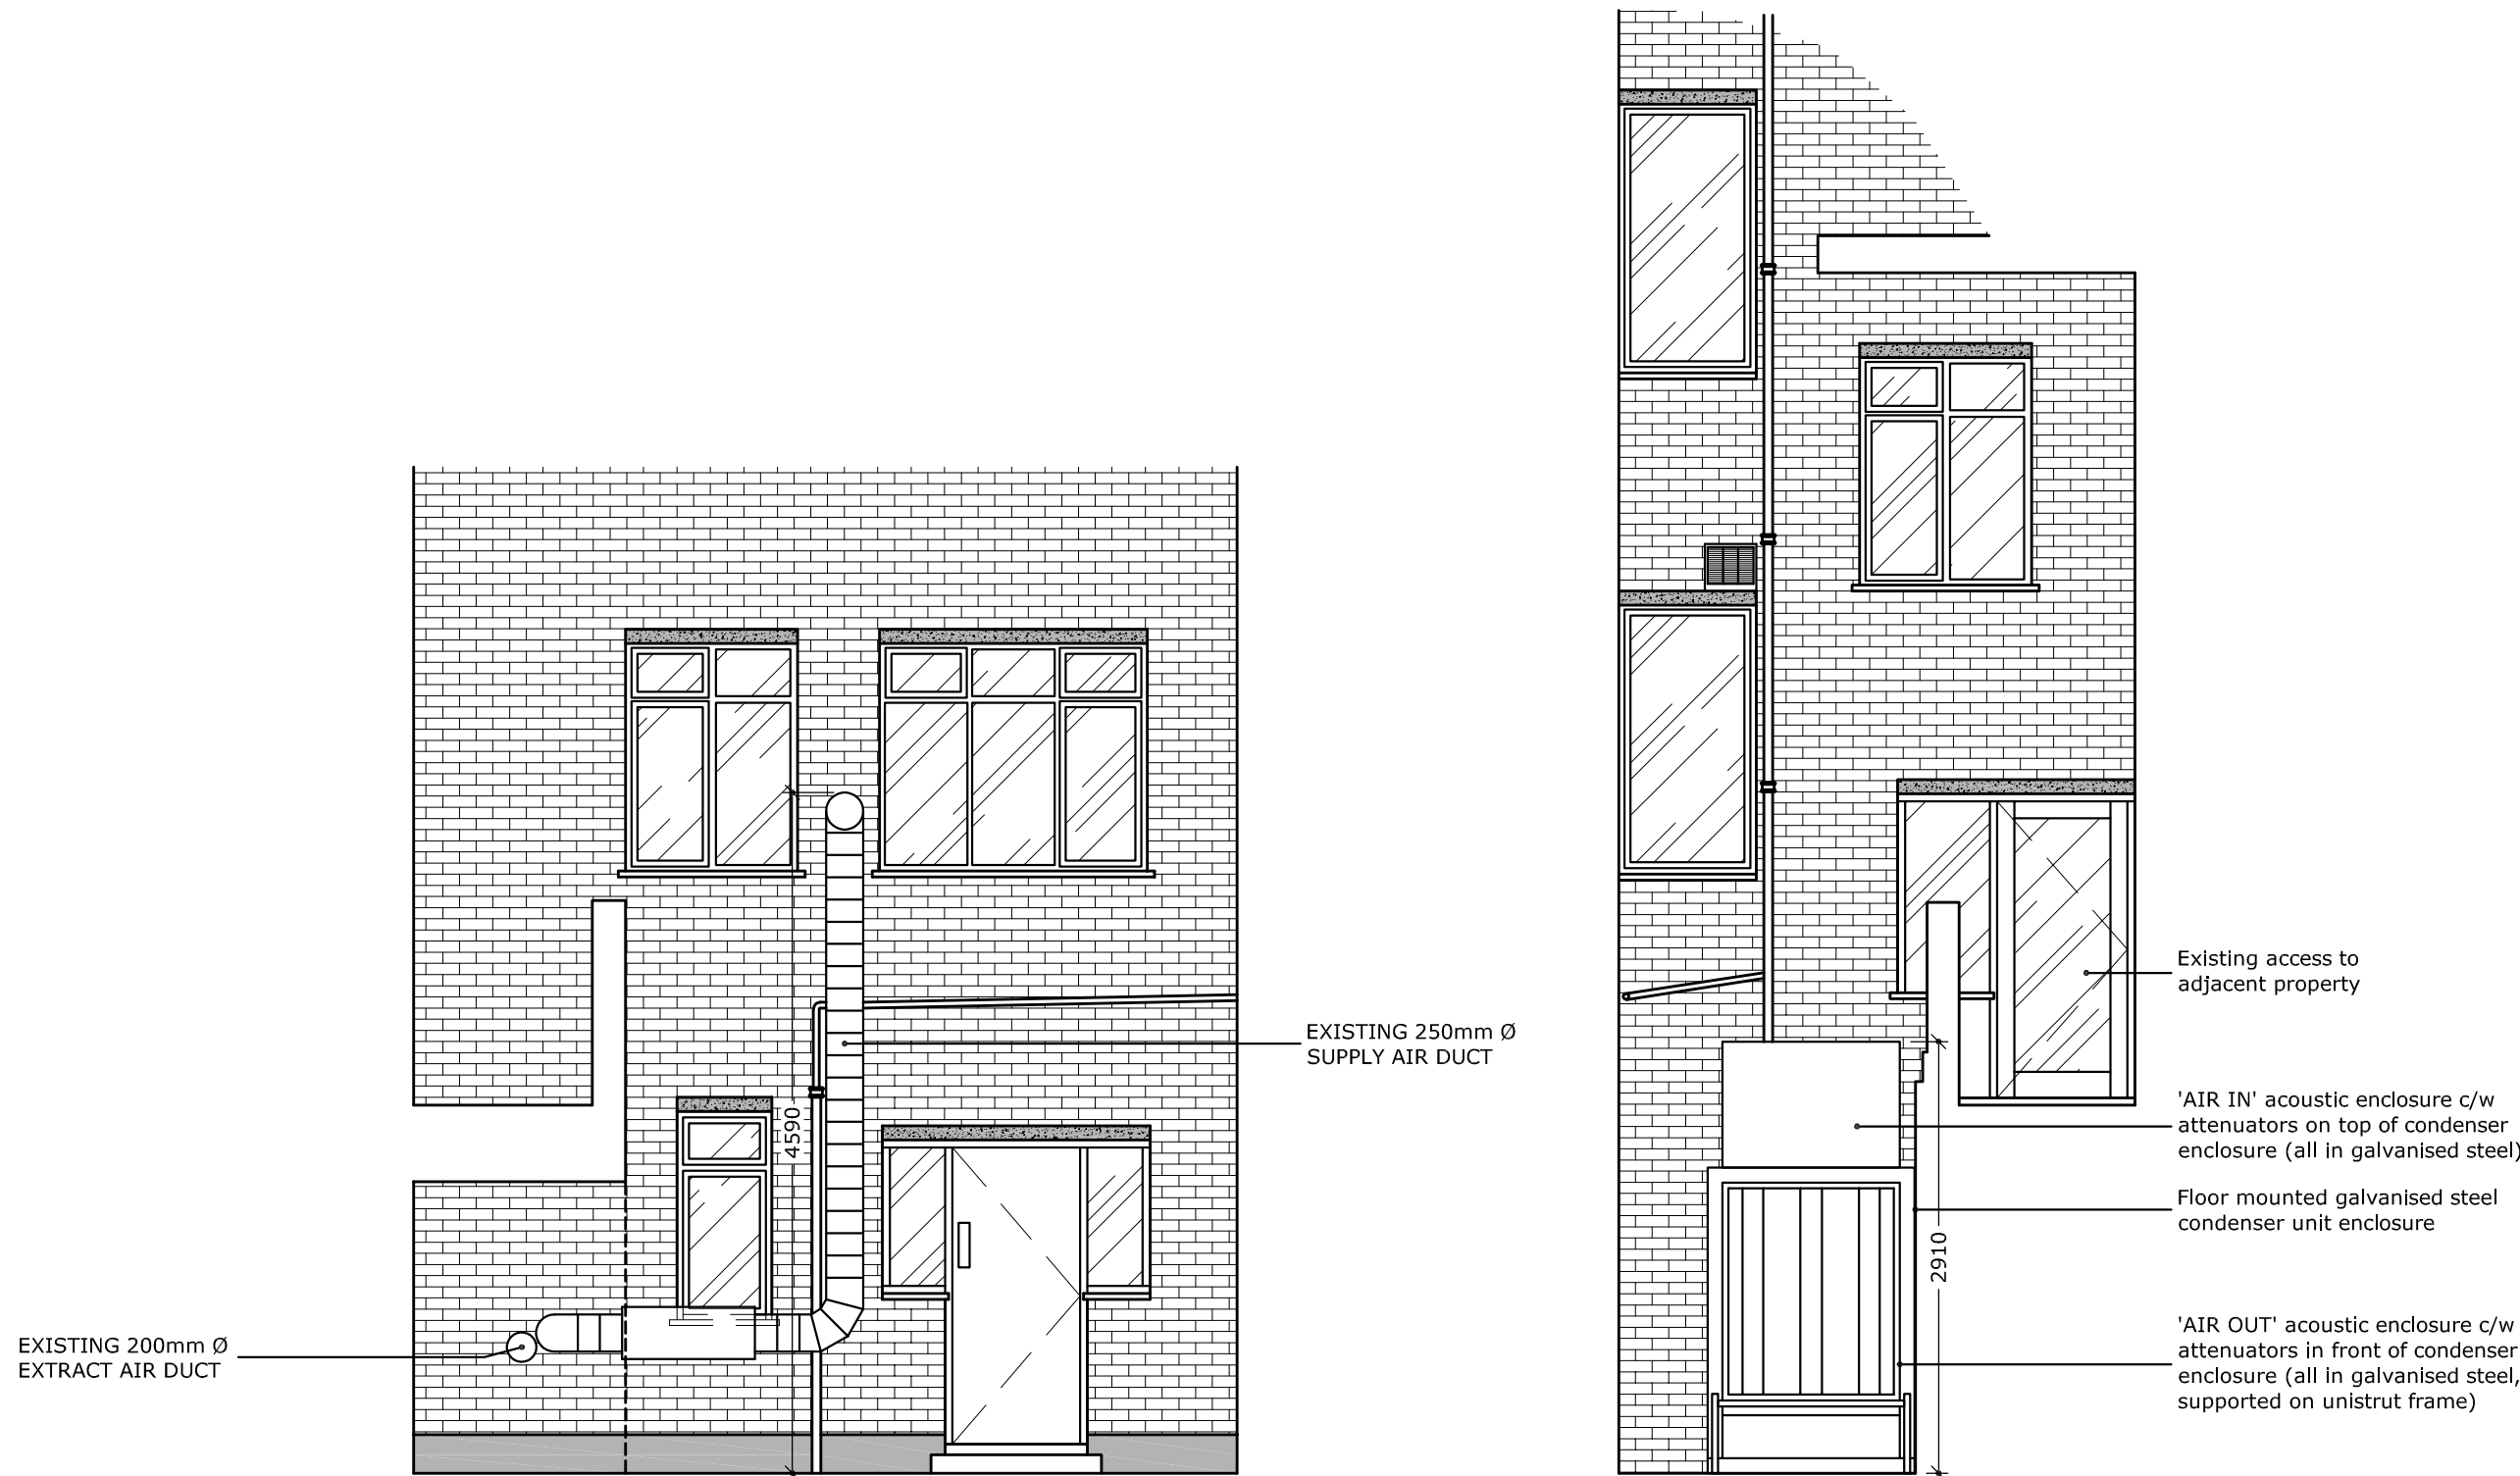 EXISTING 200mm Ø
EXTRACT AIR DUCT
4590
EXISTING 250mm Ø
SUPPLY AIR DUCT
Existing access to
adjacent property
'AIR IN' acoustic enclosure c/w
attenuators on top of condenser
enclosure (all in galvanised steel)
Floor mounted galvanised steel
condenser unit enclosure
2910
'AIR OUT' acoustic enclosure c/w
attenuators in front of condenser
enclosure (all in galvanised steel,
supported on unistrut frame)